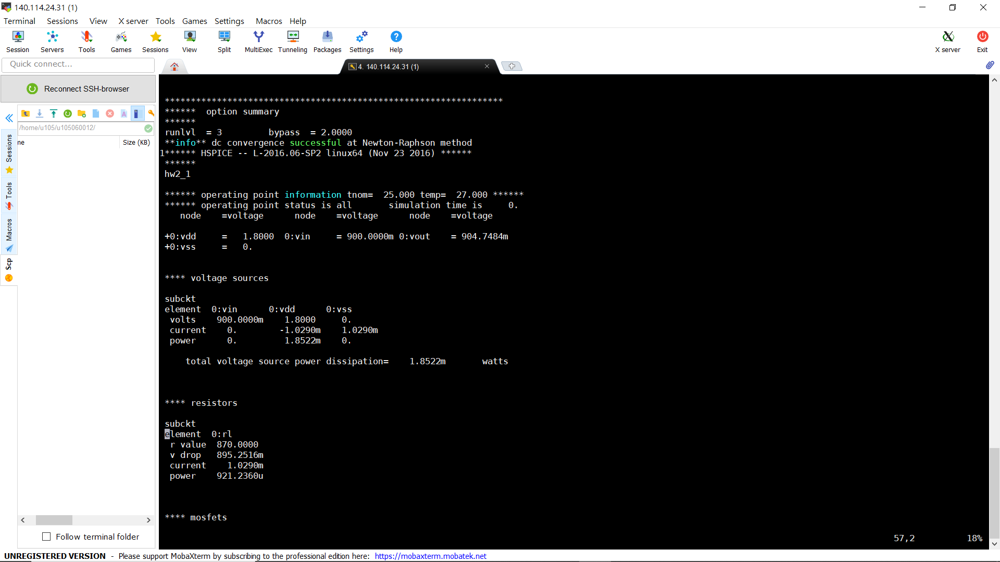 140.114.24.31 (1)
Terminal Sessions View X server Tools Games Settings Macros Help
Session Servers Tools Games Sessions View Split MultiExec Tunneling Packages Settings Help X server Exit
Quick connect...
4. 140.114.24.31 (1)
Reconnect SSH-browser
/home/u105/u105060012/
me Size (KB)
Sessions
Tools
Macros
Scp
*****************************************************************
****** option summary
******
runlvl = 3 bypass = 2.0000
**info** dc convergence successful at Newton-Raphson method
1****** HSPICE -- L-2016.06-SP2 linux64 (Nov 23 2016) ******
******
hw2_1
****** operating point information tnom= 25.000 temp= 27.000 ******
****** operating point status is all simulation time is 0.
node =voltage node =voltage node =voltage
+0:vdd = 1.8000 0:vin = 900.0000m 0:vout = 904.7484m
+0:vss = 0.
**** voltage sources
subckt
element 0:vin 0:vdd 0:vss
volts 900.0000m 1.8000 0.
current 0. -1.0290m 1.0290m
power 0. 1.8522m 0.
total voltage source power dissipation= 1.8522m watts
**** resistors
subckt
element 0:rl
r value 870.0000
v drop 895.2516m
current 1.0290m
power 921.2360u
**** mosfets
57,2 18%
Follow terminal folder
UNREGISTERED VERSION - Please support MobaXterm by subscribing to the professional edition here: https://mobaxterm.mobatek.net